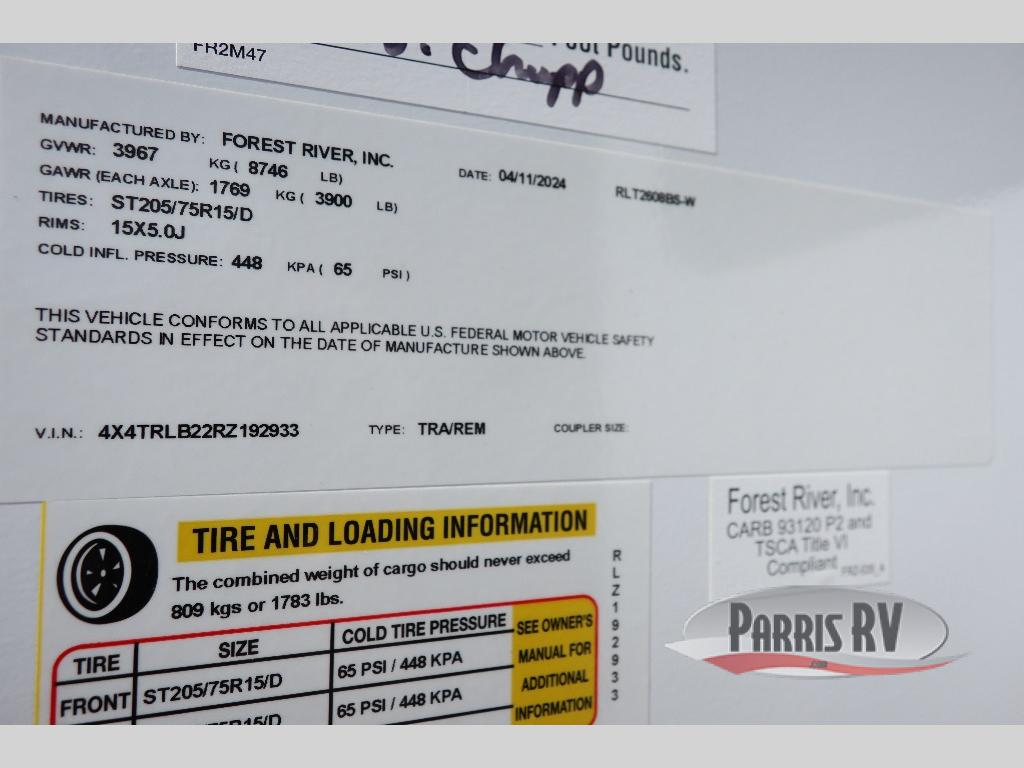 FR2M47
Foot Pounds.
Chupp
MANUFACTURED BY: FOREST RIVER, INC.
GVWR: 3967 KG ( 8746 LB) DATE: 04/11/2024 RLT2608BS-W
GAWR (EACH AXLE): 1769 KG ( 3900 LB)
TIRES: ST205/75R15/D
RIMS: 15X5.0J
COLD INFL. PRESSURE: 448 KPA ( 65 PSI )
THIS VEHICLE CONFORMS TO ALL APPLICABLE U.S. FEDERAL MOTOR VEHICLE SAFETY
STANDARDS IN EFFECT ON THE DATE OF MANUFACTURE SHOWN ABOVE.
V.I.N.: 4X4TRLB22RZ192933 TYPE: TRA/REM COUPLER SIZE:
TIRE AND LOADING INFORMATION
The combined weight of cargo should never exceed
809 kgs or 1783 lbs.
TIRE SIZE COLD TIRE PRESSURE
FRONT ST205/75R15/D 65 PSI / 448 KPA
65 PSI / 448 KPA
SEE OWNER'S
MANUAL FOR
ADDITIONAL
INFORMATION
RLZ192933
Forest River, Inc.
CARB 93120 P2 and
TSCA Title VI
Compliant
PARRIS RV
.com